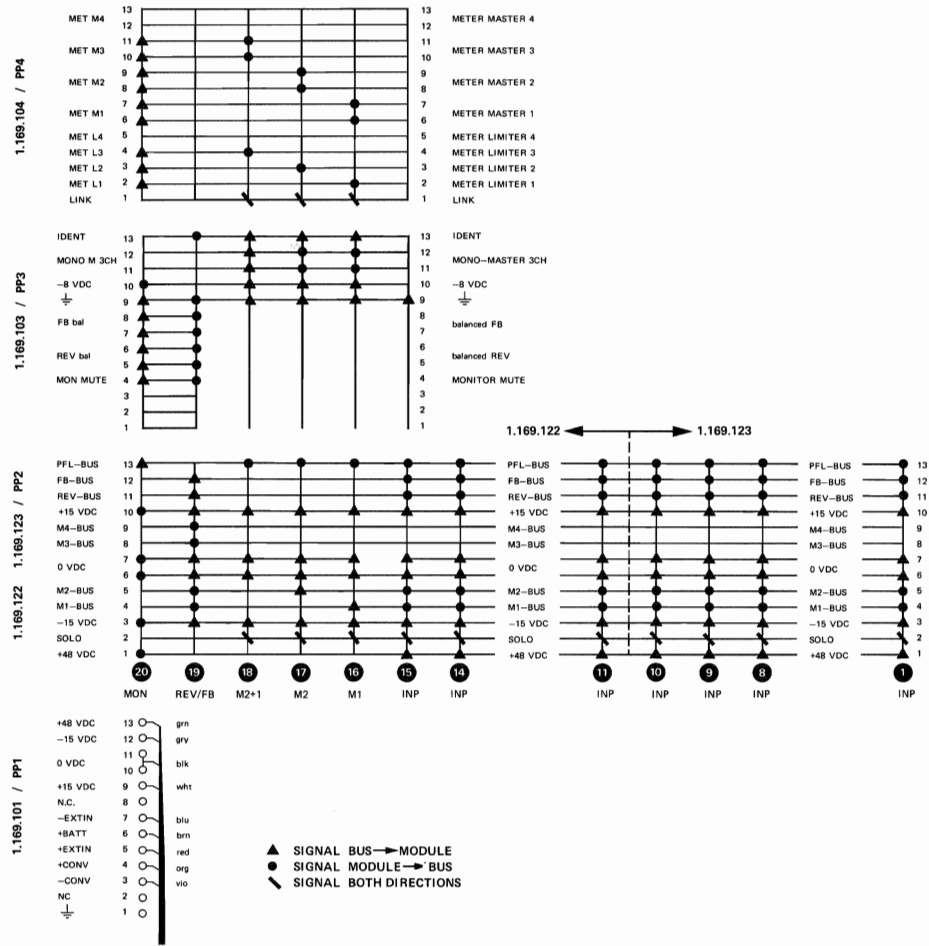 1.169.104 / PP4
13 13
MET M4 METER MASTER 4
12 12
11 11
MET M3 METER MASTER 3
10 10
9 9
MET M2 METER MASTER 2
8 8
7 7
MET M1 METER MASTER 1
6 6
MET L4 5 5 METER LIMITER 4
MET L3 4 4 METER LIMITER 3
MET L2 3 3 METER LIMITER 2
MET L1 2 2 METER LIMITER 1
LINK 1 1 LINK
1.169.103 / PP3
IDENT 13 13 IDENT
MONO M 3CH 12 12 MONO-MASTER 3CH
11 11
-8 VDC 10 10 -8 VDC
9 9
8 8
FB bal balanced FB
7 7
6 6
REV bal balanced REV
5 5
MON MUTE 4 4 MONITOR MUTE
3 3
2 2
1 1
1.169.122 1.169.123
1.169.122 1.169.123 / PP2
PFL-BUS 13 PFL-BUS PFL-BUS 13
FB-BUS 12 FB-BUS FB-BUS 12
REV-BUS 11 REV-BUS REV-BUS 11
+15 VDC 10 +15 VDC +15 VDC 10
M4-BUS 9 M4-BUS M4-BUS 9
M3-BUS 8 M3-BUS M3-BUS 8
7 7
0 VDC 0 VDC 0 VDC
6 6
M2-BUS 5 M2-BUS M2-BUS 5
M1-BUS 4 M1-BUS M1-BUS 4
-15 VDC 3 -15 VDC -15 VDC 3
SOLO 2 SOLO SOLO 2
+48 VDC 1 +48 VDC +48 VDC 1
20 19 18 17 16 15 14 11 10 9 8 1
MON REV/FB M2+1 M2 M1 INP INP INP INP INP INP INP
1.169.101 / PP1
+48 VDC 13 grn
-15 VDC 12 gry
11
0 VDC blk
10
+15 VDC 9 wht
N.C. 8
-EXTIN 7 blu
+BATT 6 brn
+EXTIN 5 red
+CONV 4 org
-CONV 3 vio
NC 2
1
SIGNAL BUS MODULE
SIGNAL MODULE BUS
SIGNAL BOTH DIRECTIONS